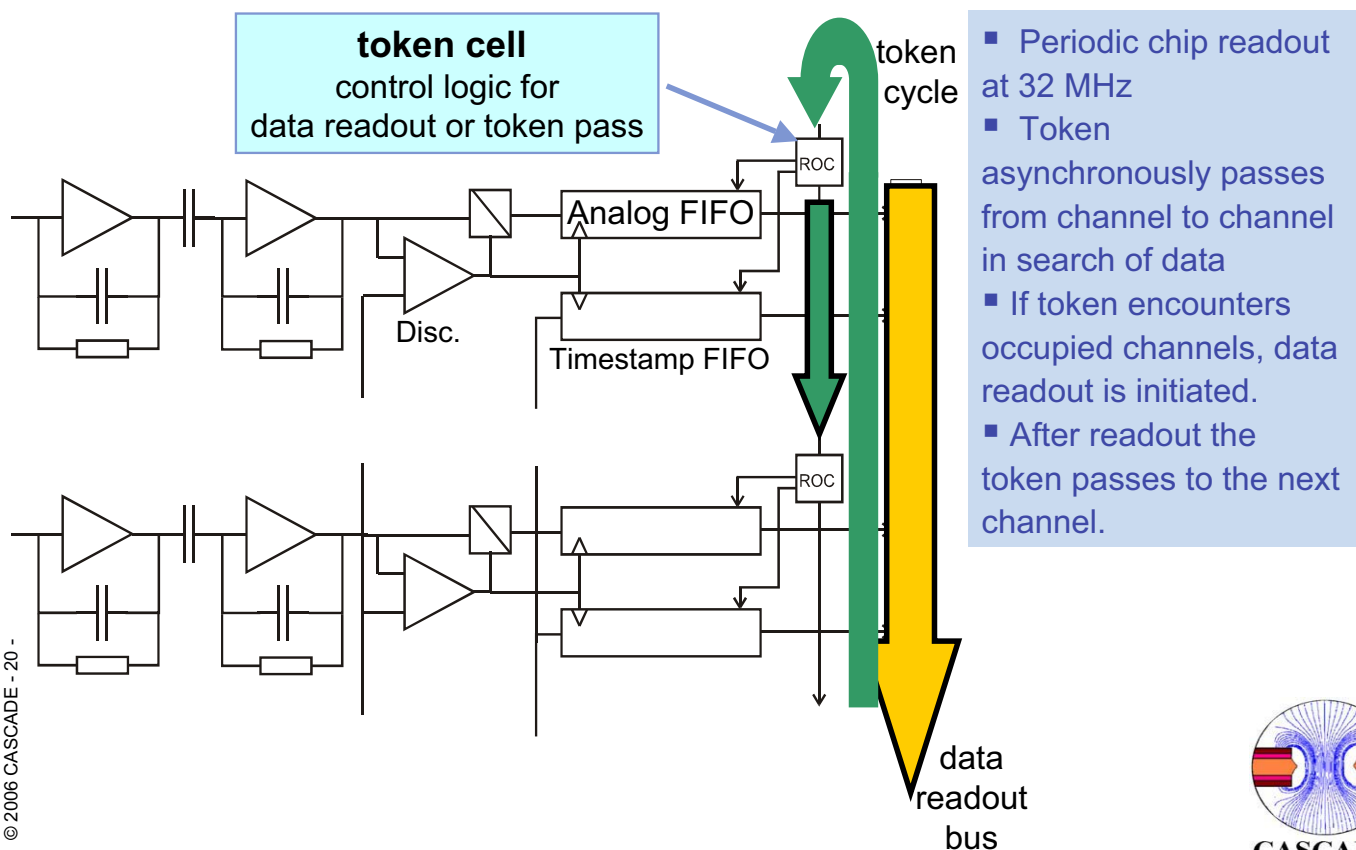 token cell
control logic for
data readout or token pass
token
cycle
ROC
Analog FIFO
Disc.
Timestamp FIFO
ROC
data
readout
bus
▪ Periodic chip readout
at 32 MHz
▪ Token
asynchronously passes
from channel to channel
in search of data
▪ If token encounters
occupied channels, data
readout is initiated.
▪ After readout the
token passes to the next
channel.
© 2006 CASCADE - 20 -